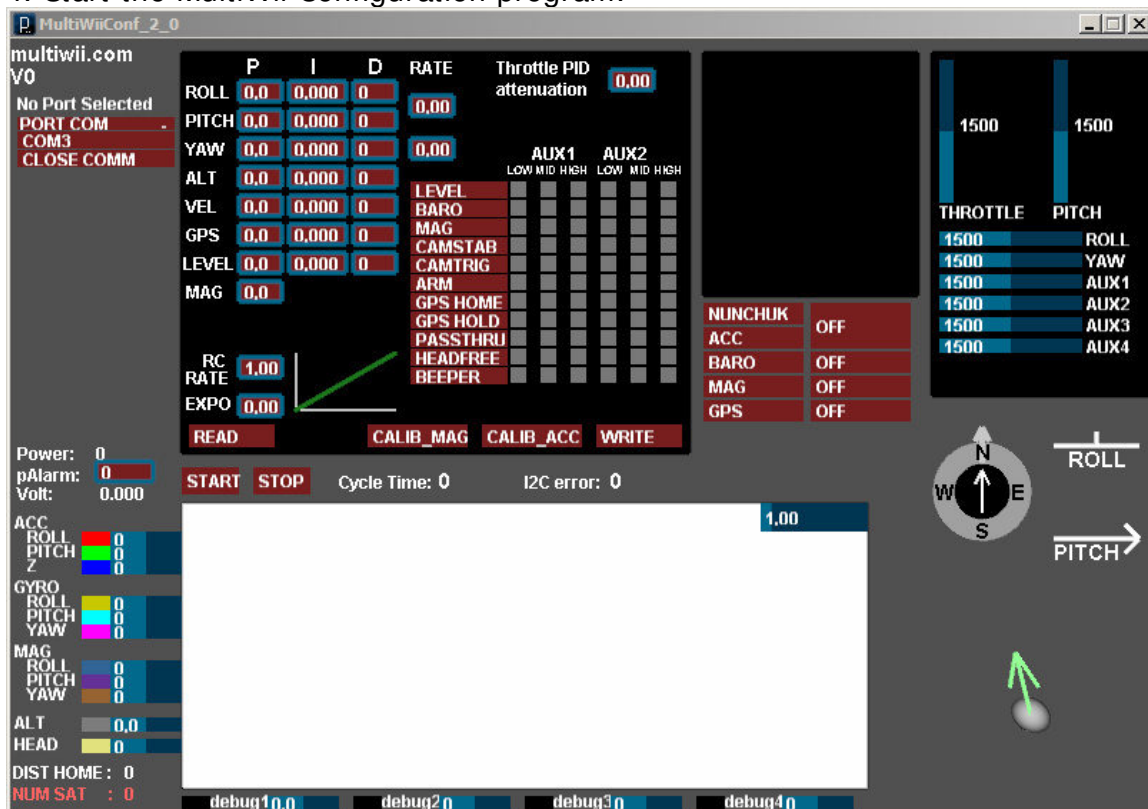 1. Start the MultiWii configuration program.
MultiWiiConf_2_0
multiwii.com
V0
No Port Selected
PORT COM -
COM3
CLOSE COMM
P I D RATE
Throttle PID
attenuation 0,00
ROLL 0,0 0,000 0
0,00
PITCH 0,0 0,000 0
YAW 0,0 0,000 0 0,00
ALT 0,0 0,000 0
VEL 0,0 0,000 0
GPS 0,0 0,000 0
LEVEL 0,0 0,000 0
MAG 0,0
AUX1 AUX2
LOW MID HIGH LOW MID HIGH
LEVEL
BARO
MAG
CAMSTAB
CAMTRIG
ARM
GPS HOME
GPS HOLD
PASSTHRU
HEADFREE
BEEPER
RC
RATE 1,00
EXPO 0,00
READ CALIB_MAG CALIB_ACC WRITE
NUNCHUK
ACC OFF
BARO OFF
MAG OFF
GPS OFF
1500 1500
THROTTLE PITCH
1500 ROLL
1500 YAW
1500 AUX1
1500 AUX2
1500 AUX3
1500 AUX4
N
W E
S
ROLL
PITCH
Power: 0
pAlarm: 0
Volt: 0.000
START STOP Cycle Time: 0 I2C error: 0
1,00
ACC
ROLL 0
PITCH 0
Z 0
GYRO
ROLL 0
PITCH 0
YAW 0
MAG
ROLL 0
PITCH 0
YAW 0
ALT 0,0
HEAD 0
DIST HOME : 0
NUM SAT : 0
debug1 0,0 debug2 0 debug3 0 debug4 0